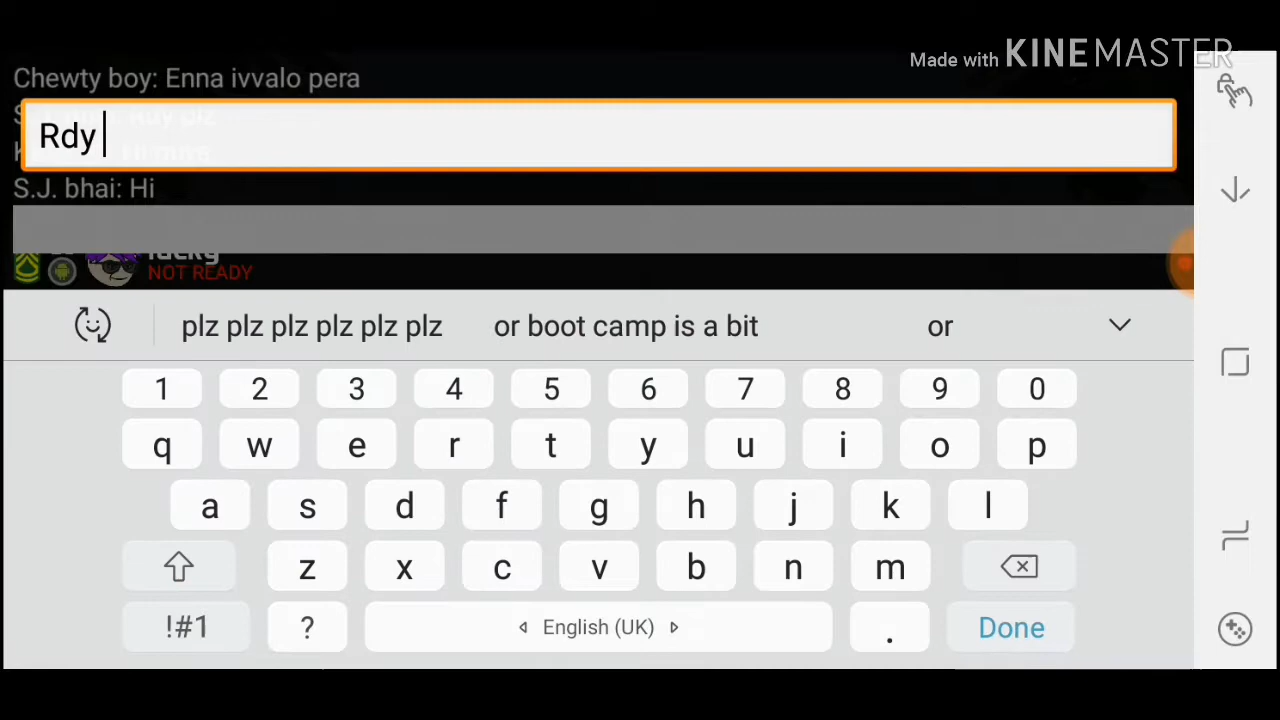 Made with KINEMASTER
Chewty boy: Enna ivvalo pera
Rdy
S.J. bhai: Hi
lucky
NOT READY
plz plz plz plz plz plz or boot camp is a bit or
1 2 3 4 5 6 7 8 9 0
q w e r t y u i o p
a s d f g h j k l
z x c v b n m
!#1 ? English (UK) . Done